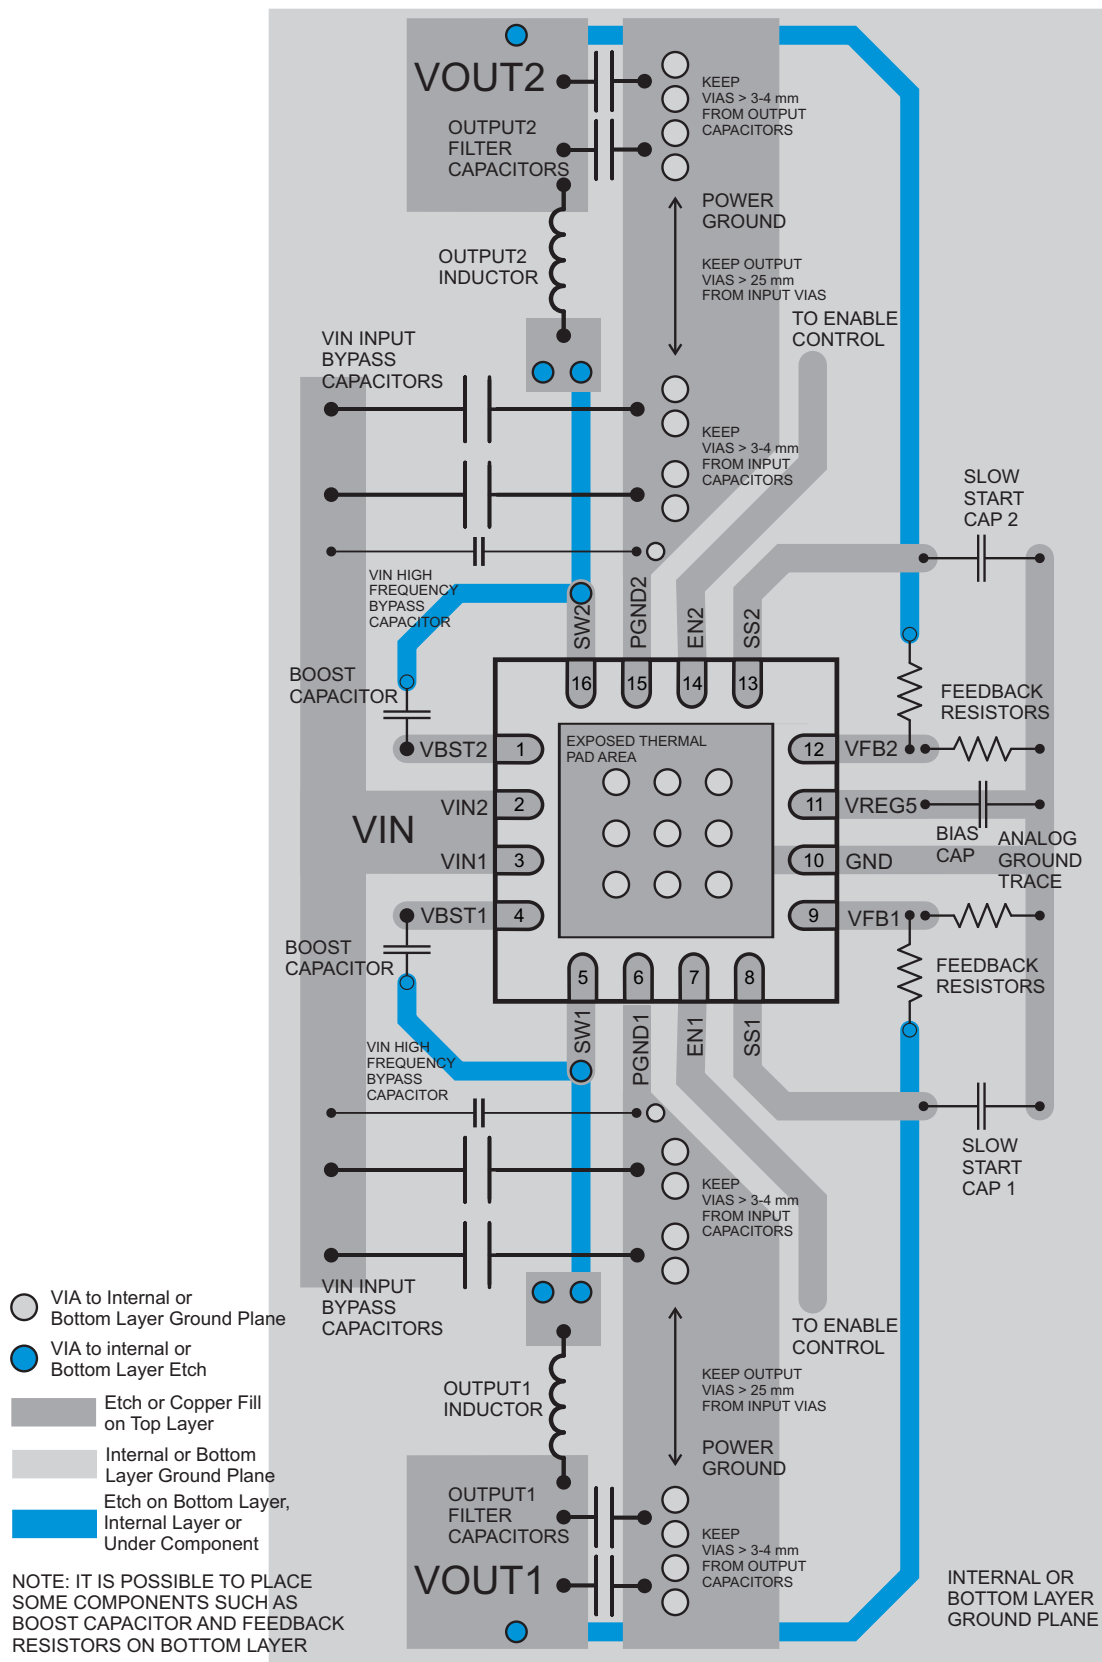 VOUT2
KEEP
VIAS > 3-4 mm
FROM OUTPUT
CAPACITORS
OUTPUT2
FILTER
CAPACITORS
POWER
GROUND
OUTPUT2
INDUCTOR
KEEP OUTPUT
VIAS > 25 mm
FROM INPUT VIAS
TO ENABLE
CONTROL
VIN INPUT
BYPASS
CAPACITORS
KEEP
VIAS > 3-4 mm
FROM INPUT
CAPACITORS
SLOW
START
CAP 2
VIN HIGH
FREQUENCY
BYPASS
CAPACITOR
SW2
PGND2
EN2
SS2
BOOST
CAPACITOR
16
15
14
13
FEEDBACK
RESISTORS
VBST2
1
EXPOSED THERMAL
PAD AREA
12
VFB2
VIN2
2
11
VREG5
VIN
BIAS
CAP
ANALOG
GROUND
TRACE
VIN1
3
10
GND
VBST1
4
9
VFB1
BOOST
CAPACITOR
5
6
7
8
FEEDBACK
RESISTORS
SW1
PGND1
EN1
SS1
VIN HIGH
FREQUENCY
BYPASS
CAPACITOR
SLOW
START
CAP 1
KEEP
VIAS > 3-4 mm
FROM INPUT
CAPACITORS
VIN INPUT
BYPASS
CAPACITORS
TO ENABLE
CONTROL
KEEP OUTPUT
VIAS > 25 mm
FROM INPUT VIAS
OUTPUT1
INDUCTOR
POWER
GROUND
OUTPUT1
FILTER
CAPACITORS
KEEP
VIAS > 3-4 mm
FROM OUTPUT
CAPACITORS
VOUT1
INTERNAL OR
BOTTOM LAYER
GROUND PLANE
VIA to Internal or
Bottom Layer Ground Plane
VIA to internal or
Bottom Layer Etch
Etch or Copper Fill
on Top Layer
Internal or Bottom
Layer Ground Plane
Etch on Bottom Layer,
Internal Layer or
Under Component
NOTE: IT IS POSSIBLE TO PLACE
SOME COMPONENTS SUCH AS
BOOST CAPACITOR AND FEEDBACK
RESISTORS ON BOTTOM LAYER